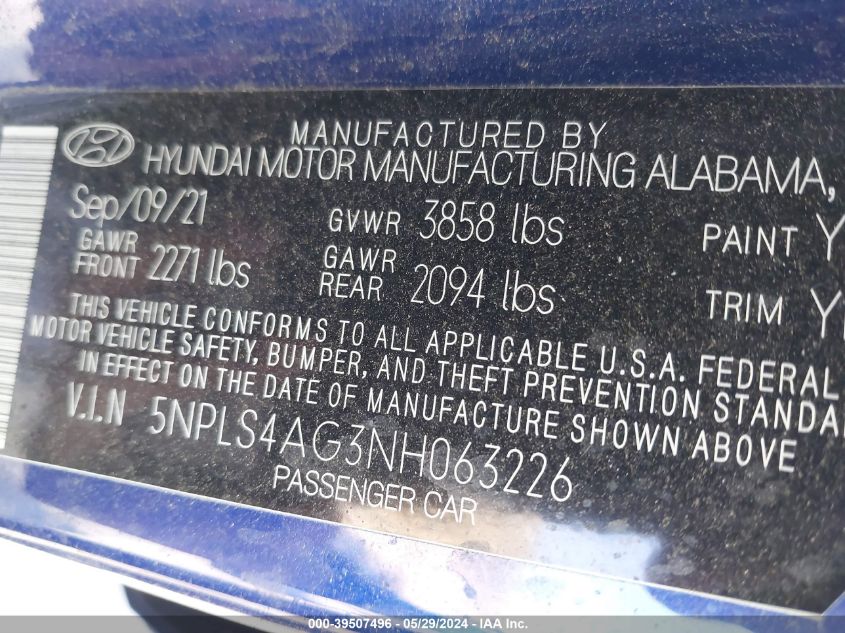 MANUFACTURED BY
HYUNDAI MOTOR MANUFACTURING ALABAMA,
Sep/09/21 GVWR 3858 lbs PAINT Y
GAWR FRONT 2271 lbs GAWR REAR 2094 lbs TRIM Y
THIS VEHICLE CONFORMS TO ALL APPLICABLE U.S.A. FEDERAL
MOTOR VEHICLE SAFETY, BUMPER, AND THEFT PREVENTION
IN EFFECT ON THE DATE OF MANUFACTURE SHOWN ABOVE
V.I.N 5NPLS4AG3NH063226
PASSENGER CAR
000-39507496 - 05/29/2024 - IAA Inc.